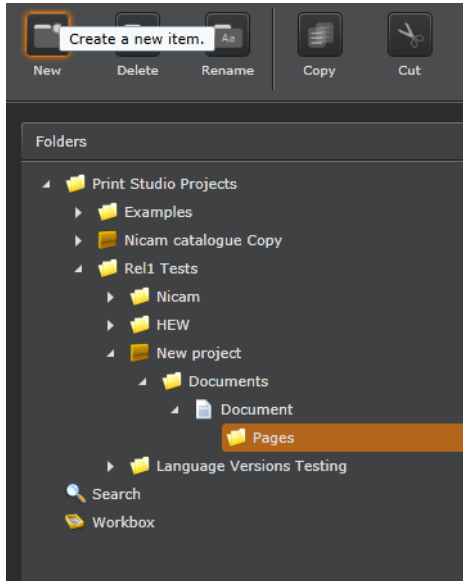 Create a new item.
Aa
New Delete Rename Copy Cut
Folders
Print Studio Projects
Examples
Nicam catalogue Copy
Rel1 Tests
Nicam
HEW
New project
Documents
Document
Pages
Language Versions Testing
Search
Workbox